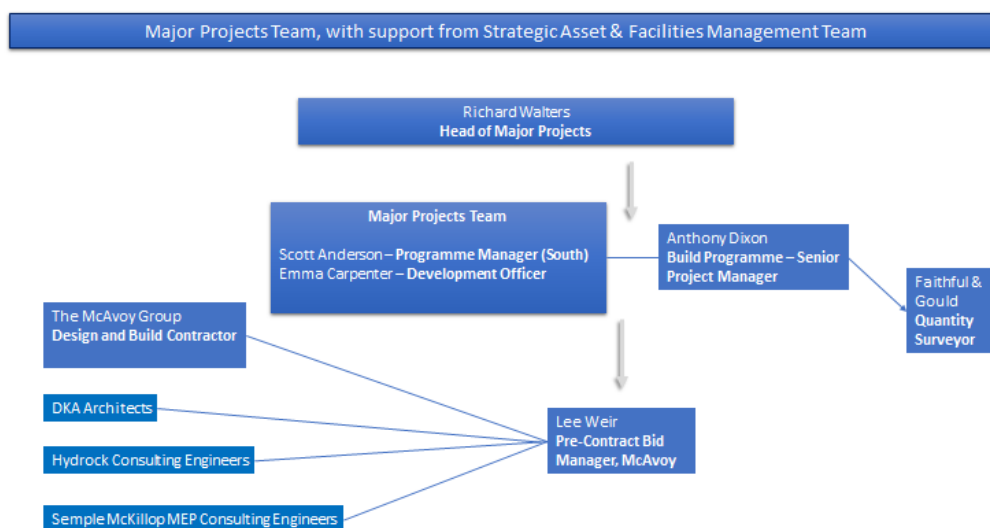 Major Projects Team, with support from Strategic Asset & Facilities Management Team
Richard Walters
Head of Major Projects
Major Projects Team
Scott Anderson – Programme Manager (South)
Emma Carpenter – Development Officer
Anthony Dixon
Build Programme – Senior
Project Manager
Faithful &
Gould
Quantity
Surveyor
The McAvoy Group
Design and Build Contractor
DKA Architects
Hydrock Consulting Engineers
Semple McKillop MEP Consulting Engineers
Lee Weir
Pre-Contract Bid
Manager, McAvoy